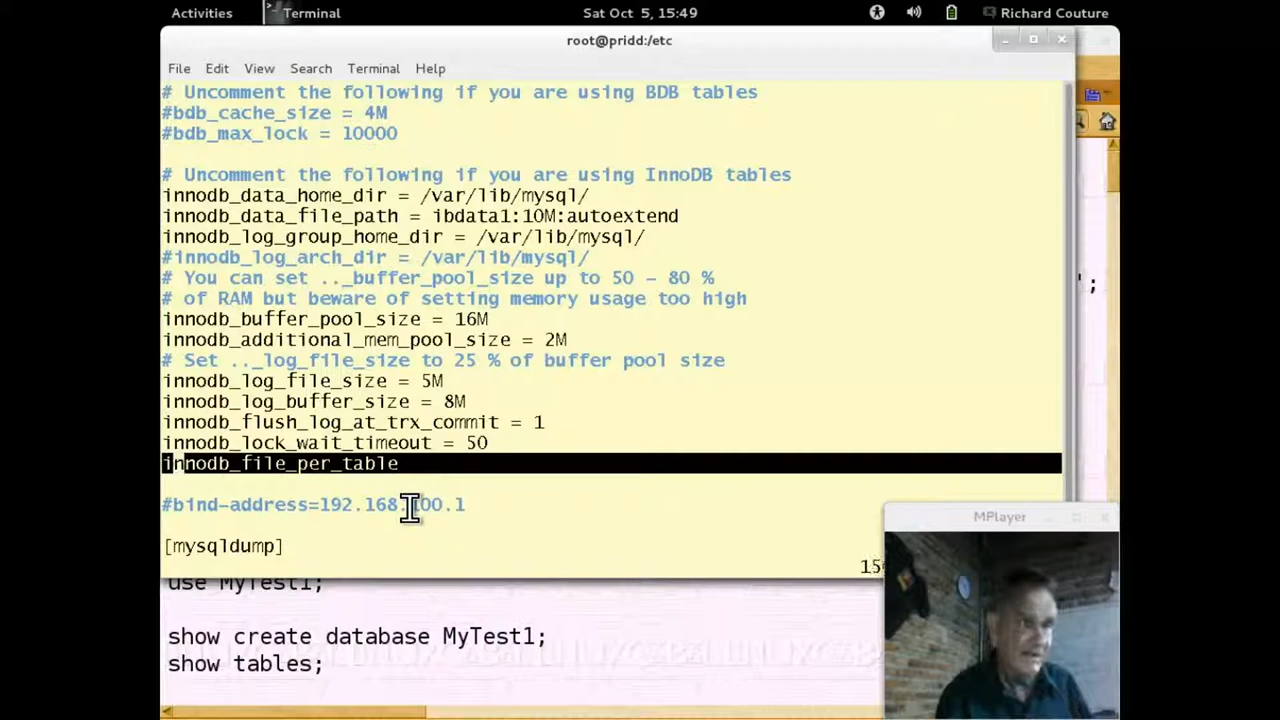 Activities
Terminal
Sat Oct 5, 15:49
Richard Couture
root@pridd:/etc
File Edit View Search Terminal Help
# Uncomment the following if you are using BDB tables
#bdb_cache_size = 4M
#bdb_max_lock = 10000
# Uncomment the following if you are using InnoDB tables
innodb_data_home_dir = /var/lib/mysql/
innodb_data_file_path = ibdata1:10M:autoextend
innodb_log_group_home_dir = /var/lib/mysql/
#innodb_log_arch_dir = /var/lib/mysql/
# You can set .._buffer_pool_size up to 50 - 80 %
# of RAM but beware of setting memory usage too high
innodb_buffer_pool_size = 16M
innodb_additional_mem_pool_size = 2M
# Set .._log_file_size to 25 % of buffer pool size
innodb_log_file_size = 5M
innodb_log_buffer_size = 8M
innodb_flush_log_at_trx_commit = 1
innodb_lock_wait_timeout = 50
innodb_file_per_table
#bind-address=192.168.100.1
[mysqldump]
';
MPlayer
use MyTest1;
show create database MyTest1;
show tables;